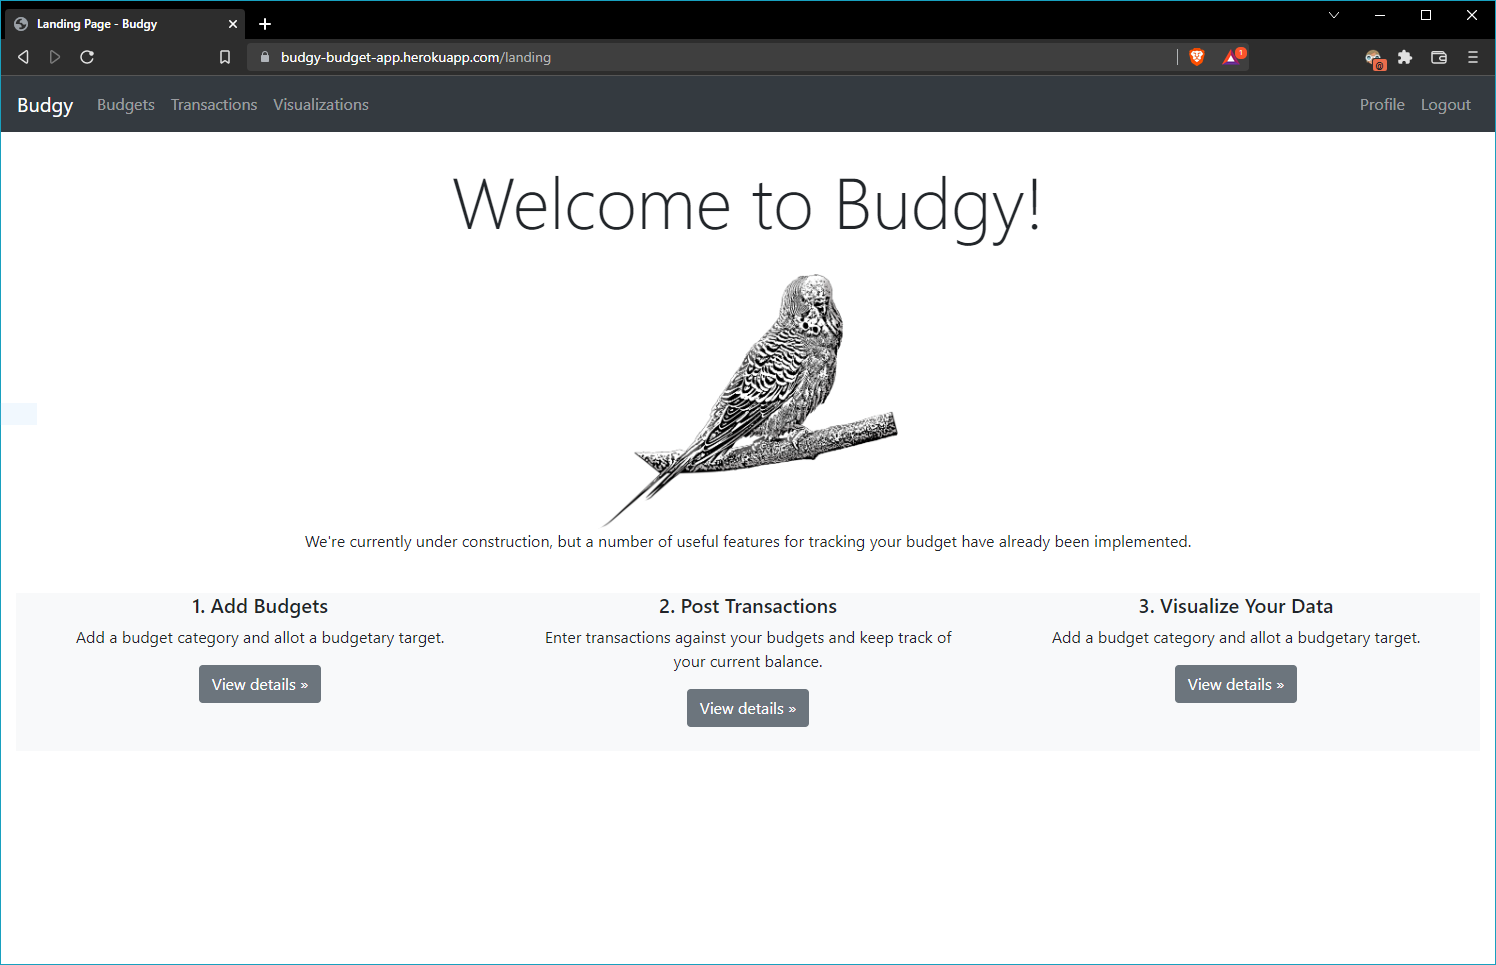 Landing Page - Budgy
budgy-budget-app.herokuapp.com/landing
1
Budgy Budgets Transactions Visualizations Profile Logout
Welcome to Budgy!
We're currently under construction, but a number of useful features for tracking your budget have already been implemented.
1. Add Budgets
Add a budget category and allot a budgetary target.
View details »
2. Post Transactions
Enter transactions against your budgets and keep track of
your current balance.
View details »
3. Visualize Your Data
Add a budget category and allot a budgetary target.
View details »